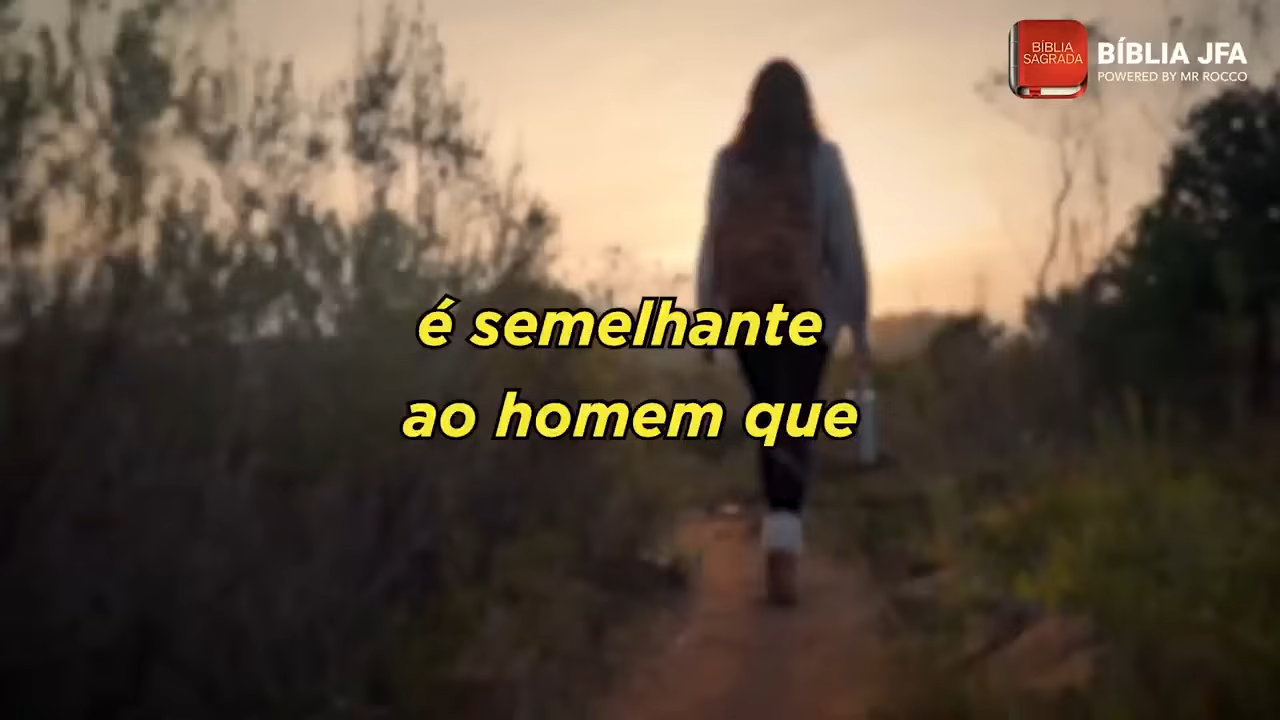 BÍBLIA
SAGRADA
BÍBLIA JFA
POWERED BY MR ROCCO
é semelhante
ao homem que